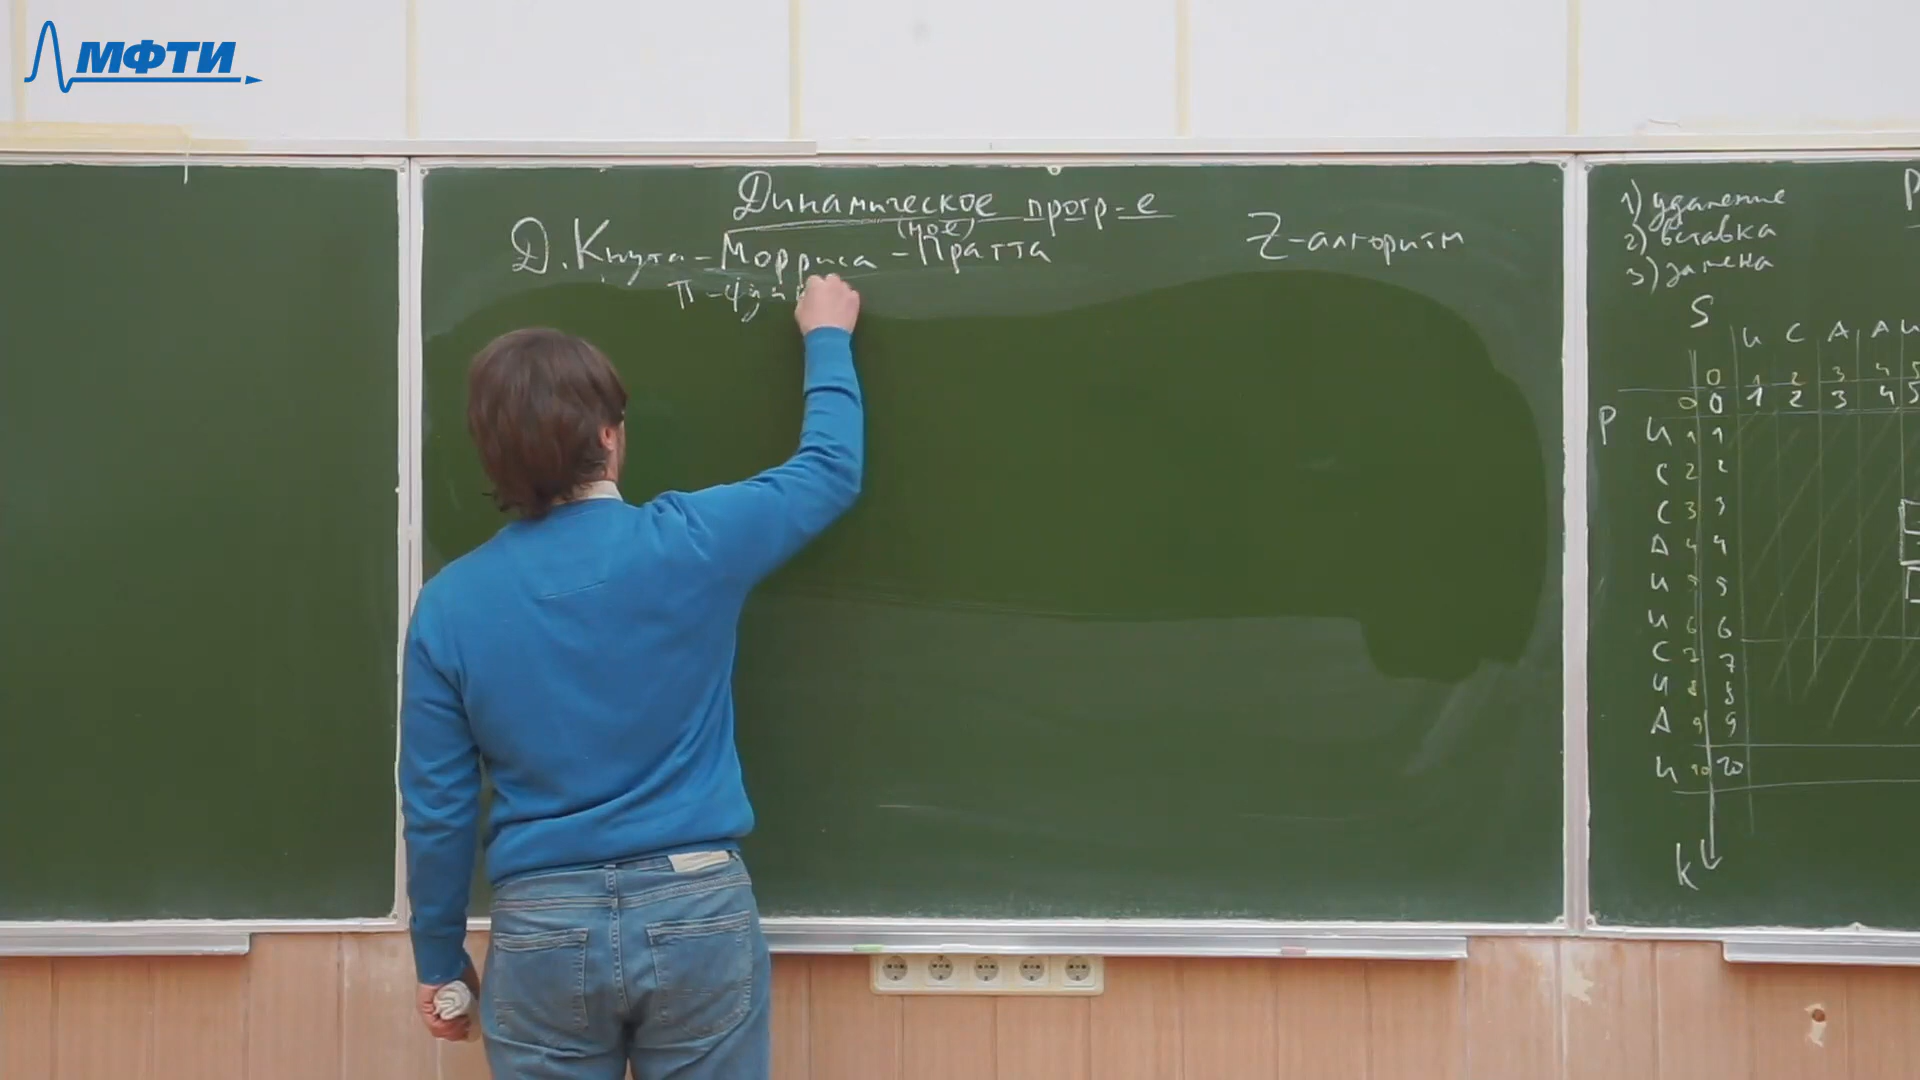 МФТИ
Динамическое прогр-е
(ное)
Д. Кнута - Морриса - Пратта
π - фун
Z-алгоритм
1) удаление
2) вставка
3) замена
S
И С А А И
0 1 2 3 4 5
0 0 1 2 3 4 5
P И 1 1
С 2 2
С 3 3
А 4 4
И 5 5
И 6 6
С 7 7
И 8 8
А 9 9
И 10 10
k